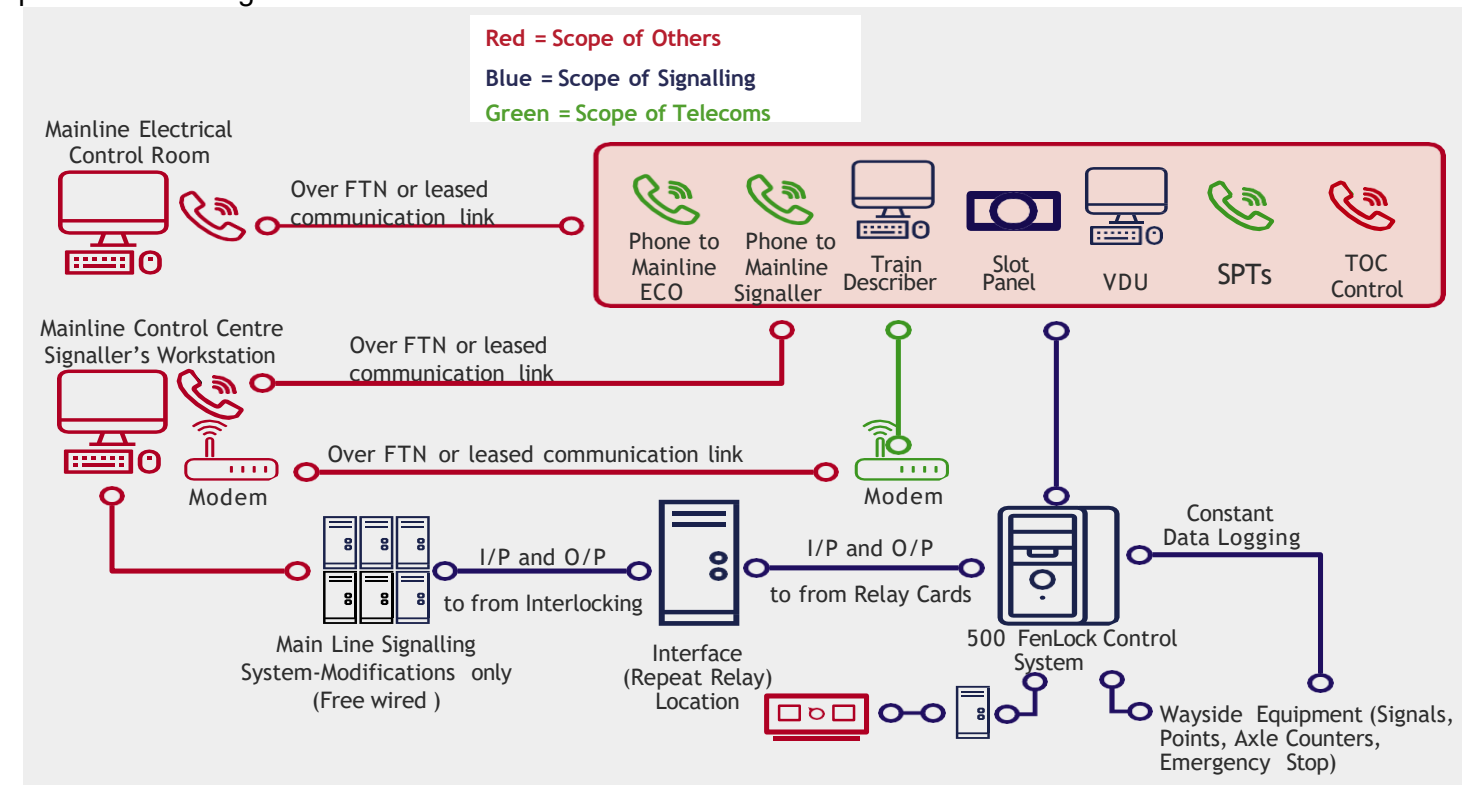 Red = Scope of Others
Blue = Scope of Signalling
Green = Scope of Telecoms
Mainline Electrical
Control Room
Over FTN or leased
communication link
Phone to
Mainline
ECO
Phone to
Mainline
Signaller
Train
Describer
Slot
Panel
VDU
SPTs
TOC
Control
Mainline Control Centre
Signaller's Workstation
Over FTN or leased
communication link
Over FTN or leased communication link
Modem
Modem
Constant
Data Logging
I/P and O/P
to from Interlocking
I/P and O/P
to from Relay Cards
Main Line Signalling
System-Modifications only
(Free wired )
Interface
(Repeat Relay)
Location
500 FenLock Control
System
Wayside Equipment (Signals,
Points, Axle Counters,
Emergency Stop)